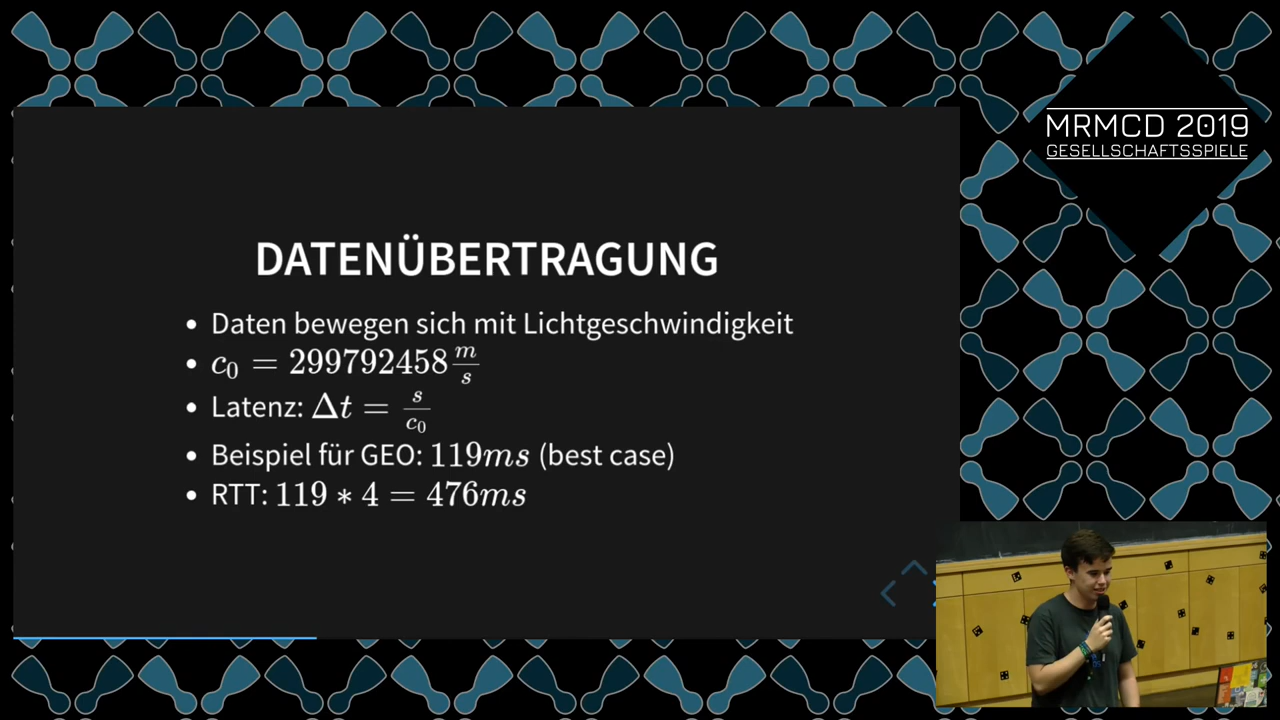 MRMCD 2019
GESELLSCHAFTSSPIELE
DATENÜBERTRAGUNG
• Daten bewegen sich mit Lichtgeschwindigkeit
• c₀ = 299792458 m/s
• Latenz: Δt = s/c₀
• Beispiel für GEO: 119ms (best case)
• RTT: 119 * 4 = 476ms